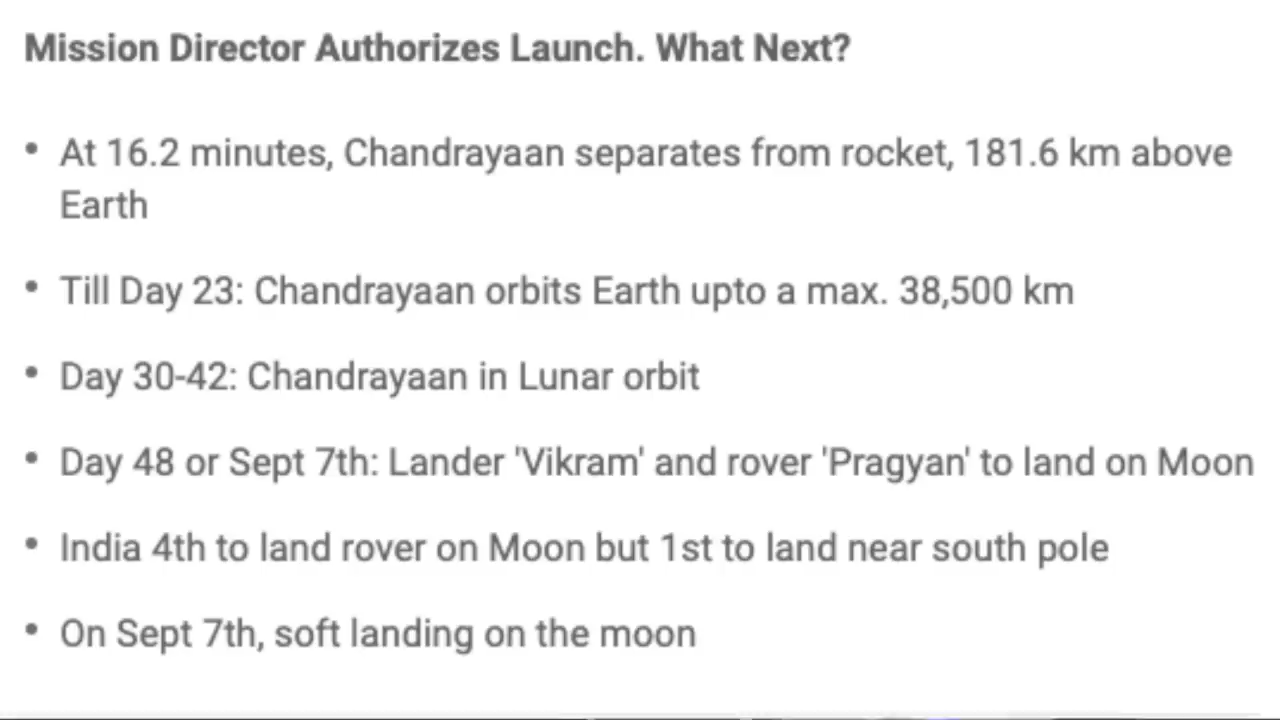 Mission Director Authorizes Launch. What Next?
• At 16.2 minutes, Chandrayaan separates from rocket, 181.6 km above
Earth
• Till Day 23: Chandrayaan orbits Earth upto a max. 38,500 km
• Day 30-42: Chandrayaan in Lunar orbit
• Day 48 or Sept 7th: Lander 'Vikram' and rover 'Pragyan' to land on Moon
• India 4th to land rover on Moon but 1st to land near south pole
• On Sept 7th, soft landing on the moon